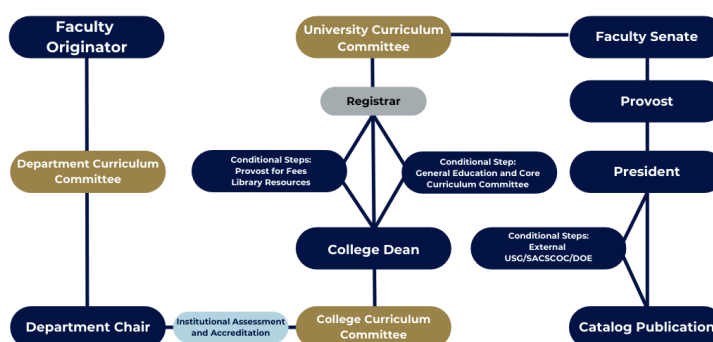 Faculty
Originator
University Curriculum
Committee
Faculty Senate
Registrar
Provost
Department Curriculum
Committee
Conditional Steps:
Provost for Fees
Library Resources
Conditional Step:
General Education and Core
Curriculum Committee
President
College Dean
Conditional Steps:
External
USG/SACSCOC/DOE
Department Chair
Institutional Assessment
and Accreditation
College Curriculum
Committee
Catalog Publication